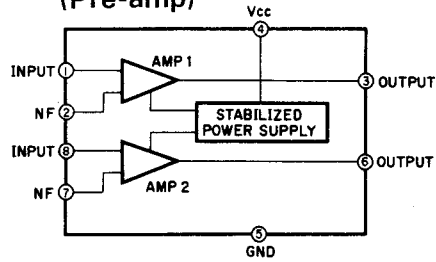 (Pre-amp)
Vcc
④
AMP 1
INPUT ①
③ OUTPUT
NF ②
STABILIZED
POWER SUPPLY
INPUT ⑧
⑥ OUTPUT
NF ⑦
AMP 2
⑤
GND